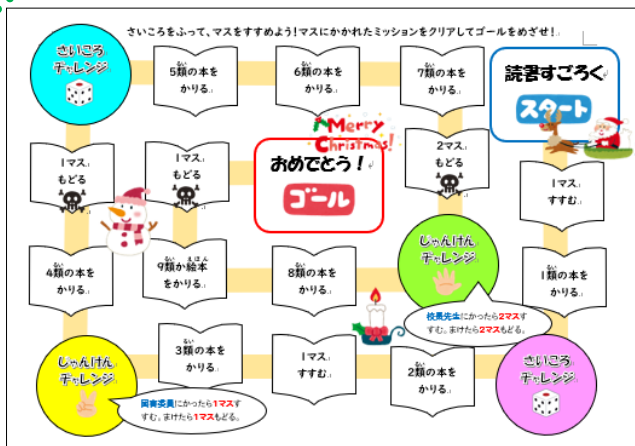 さいころをふって、マスをすすめよう！マスにかかれたミッションをクリアしてゴールをめざせ！
読書すごろく
スタート
1マス
すすむ
1類の本を
かりる。
さいころ
チャレンジ
2類の本を
かりる。
1マス
すすむ
3類の本を
かりる。
じゃんけん
チャレンジ
図書委員にかったら1マスす
すむ。まけたら1マスもどる。
4類の本を
かりる。
1マス
もどる
さいころ
チャレンジ
5類の本を
かりる。
6類の本を
かりる。
7類の本を
かりる。
2マス
もどる
じゃんけん
チャレンジ
校長先生にかったら2マスす
すむ。まけたら2マスもどる。
8類の本を
かりる。
9類か絵本
をかりる。
1マス
もどる
Merry
Christmas!
おめでとう！
ゴール